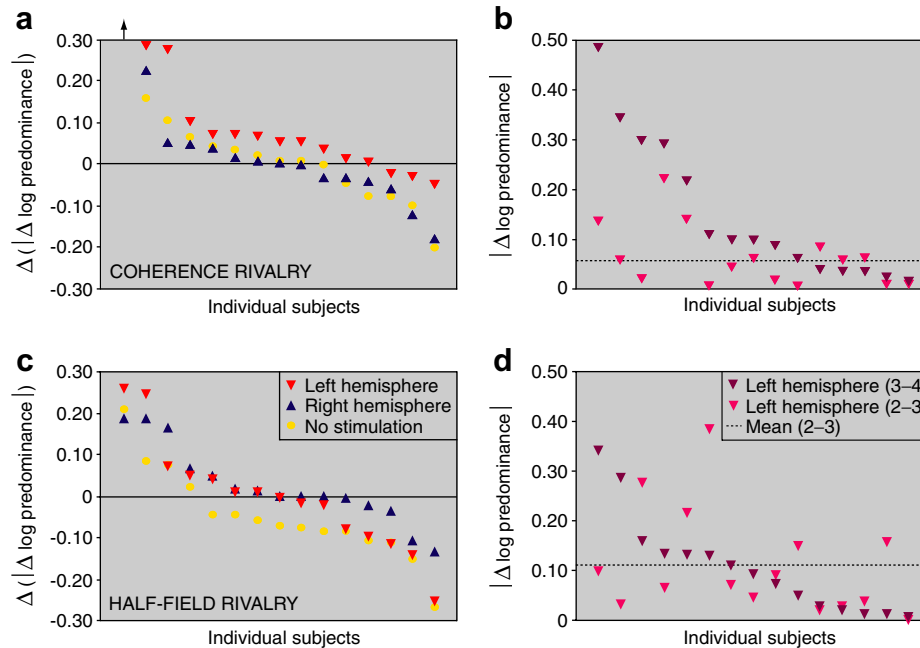 a
0.30
0.20
0.10
0
-0.10
-0.20
-0.30
Δ (|Δ log predominance|)
COHERENCE RIVALRY
Individual subjects
b
0.50
0.40
0.30
0.20
0.10
0
|Δ log predominance|
Individual subjects
c
0.30
0.20
0.10
0
-0.10
-0.20
-0.30
Δ (|Δ log predominance|)
Left hemisphere
Right hemisphere
No stimulation
HALF-FIELD RIVALRY
Individual subjects
d
0.50
0.40
0.30
0.20
0.10
0
|Δ log predominance|
Left hemisphere (3–4
Left hemisphere (2–3
Mean (2–3)
Individual subjects